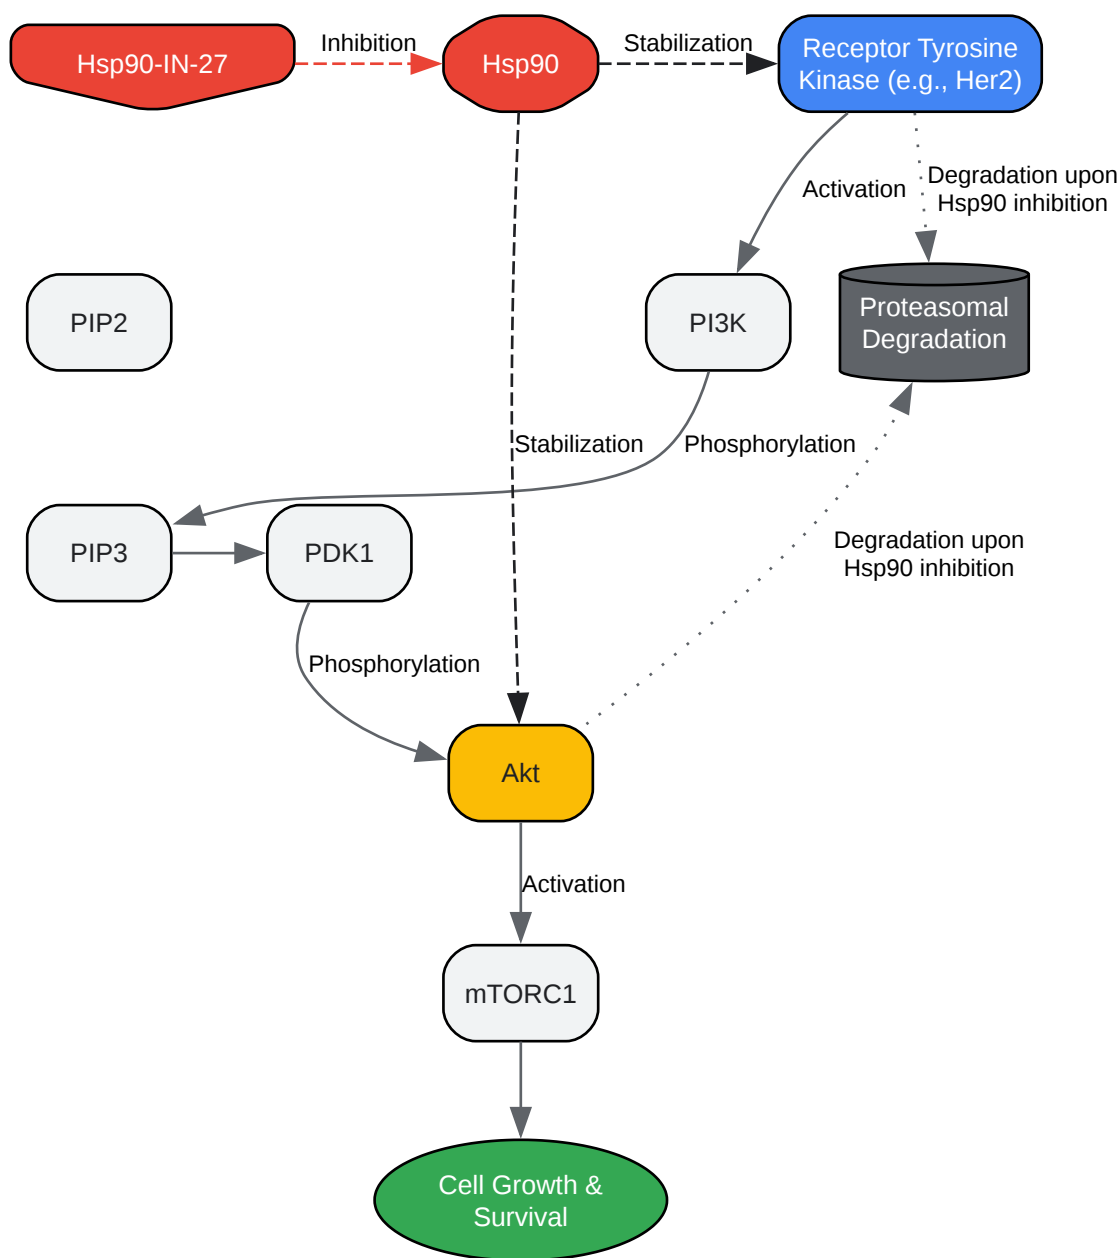 Hsp90-IN-27
Inhibition
Hsp90
Stabilization
Receptor Tyrosine
Kinase (e.g., Her2)
Activation
Degradation upon
Hsp90 inhibition
PIP2
PI3K
Proteasomal
Degradation
Stabilization
Phosphorylation
PIP3
PDK1
Degradation upon
Hsp90 inhibition
Phosphorylation
Akt
Activation
mTORC1
Cell Growth &
Survival